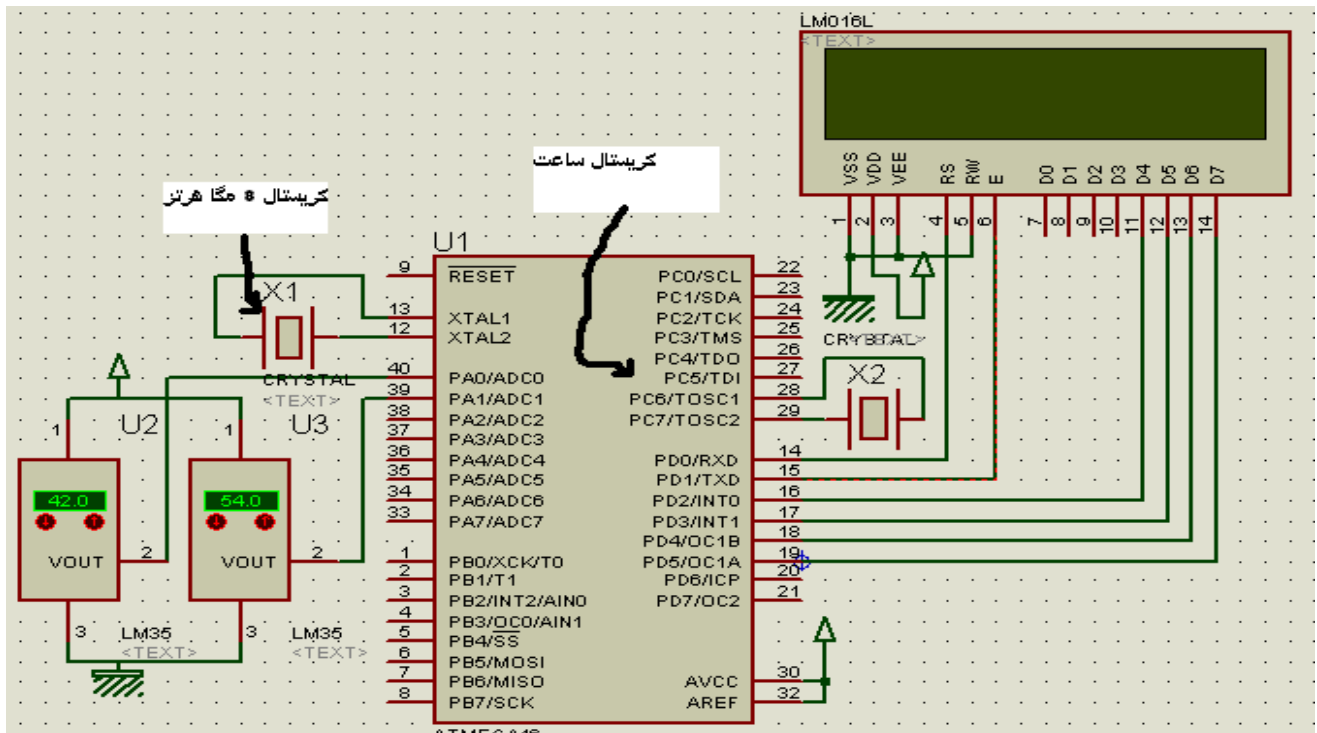 LM016L
<TEXT>
VSS
VDD
VEE
RS
RW
E
D0
D1
D2
D3
D4
D5
D6
D7
1
2
3
4
5
6
7
8
9
10
11
12
13
14
کریستال ساعت
کریستال 8 مگا هرتز
U1
X1
CRYSTAL
<TEXT>
9 RESET PC0/SCL 22
PC1/SDA 23
13 XTAL1 PC2/TCK 24
12 XTAL2 PC3/TMS 25
PC4/TDO 26
40 PA0/ADC0 PC5/TDI 27
39 PA1/ADC1 PC6/TOSC1 28
38 PA2/ADC2 PC7/TOSC2 29
37 PA3/ADC3
36 PA4/ADC4 PD0/RXD 14
35 PA5/ADC5 PD1/TXD 15
34 PA6/ADC6 PD2/INT0 16
33 PA7/ADC7 PD3/INT1 17
PD4/OC1B 18
1 PB0/XCK/T0 PD5/OC1A 19
2 PB1/T1 PD6/ICP 20
3 PB2/INT2/AIN0 PD7/OC2 21
4 PB3/OC0/AIN1
5 PB4/SS
6 PB5/MOSI
7 PB6/MISO AVCC 30
8 PB7/SCK AREF 32
X2
U2
1
42.0
VOUT 2
3
LM35
<TEXT>
U3
1
54.0
VOUT 2
3
LM35
<TEXT>